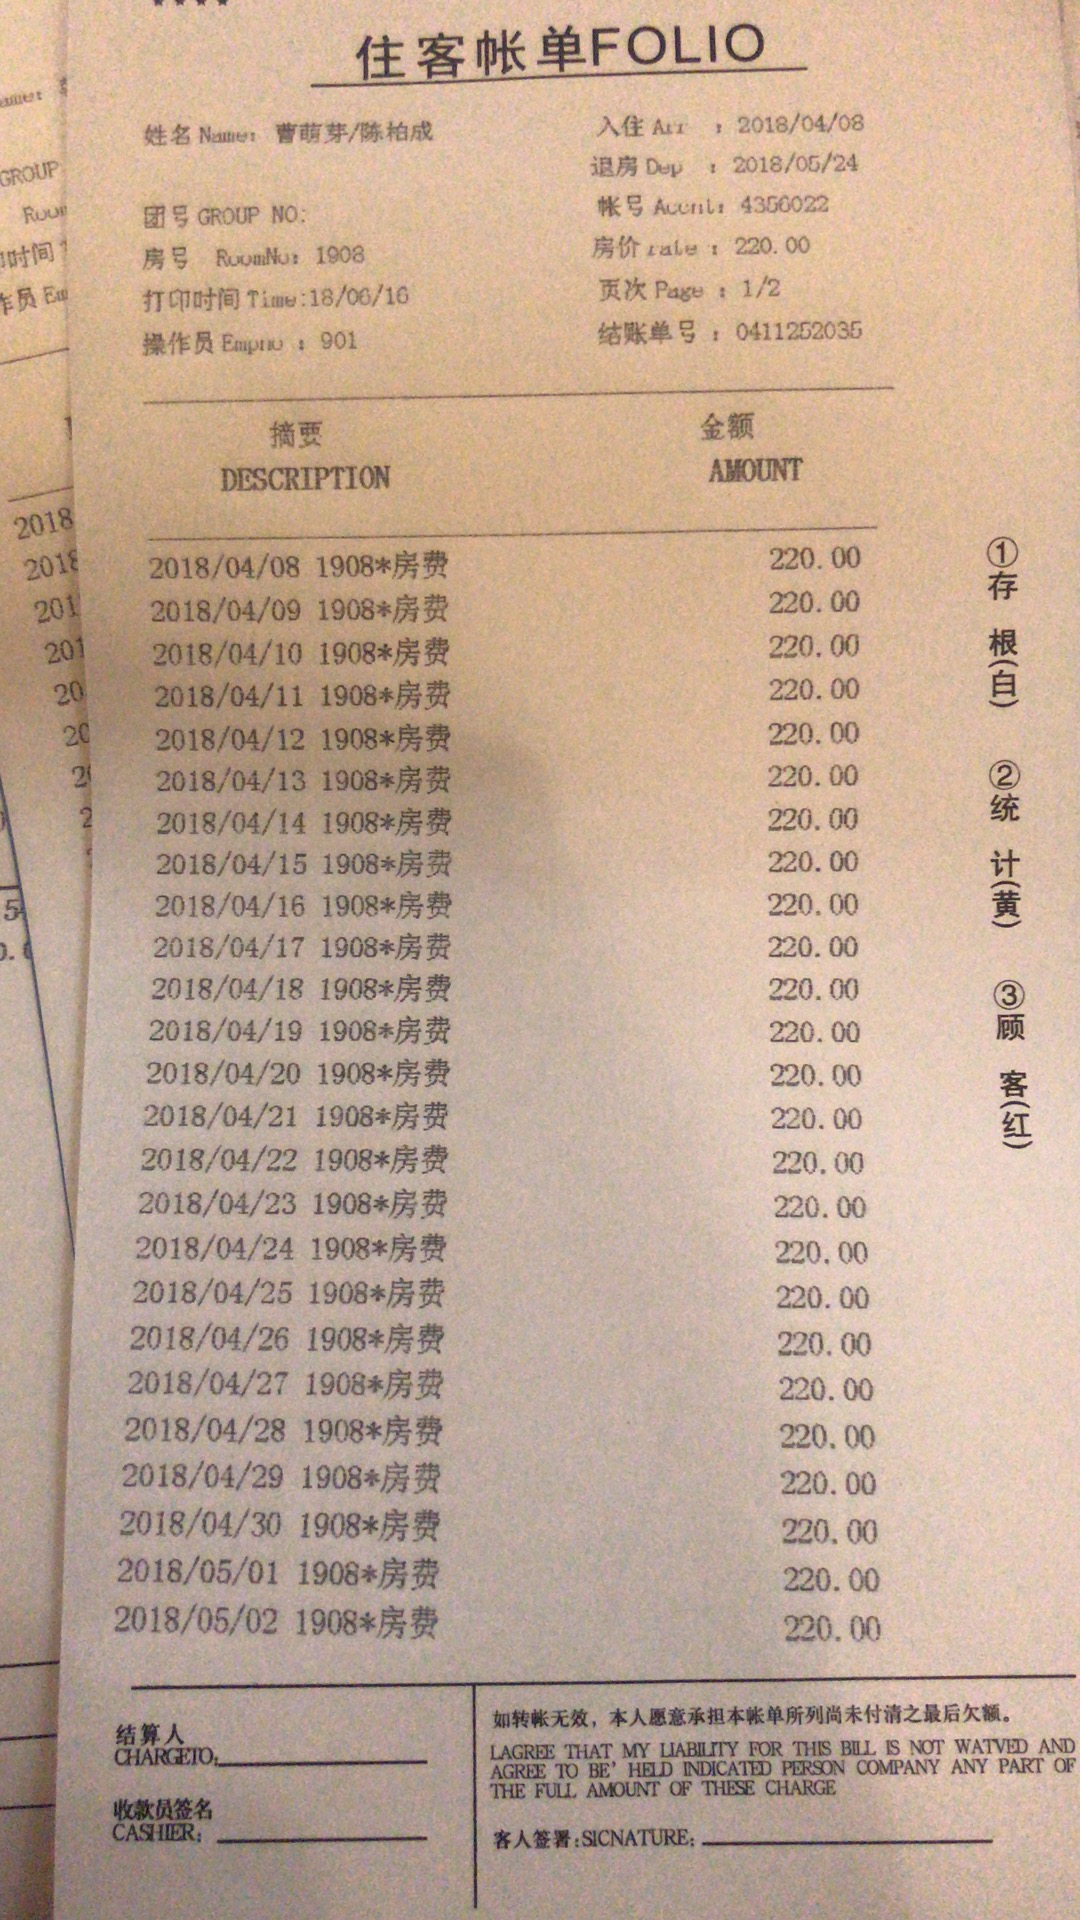 住客帐单FOLIO
姓名 Name: 曹萌芽/陈柏成
入住 Arr : 2018/04/08
退房 Dep : 2018/05/24
团号 GROUP NO:
帐号 Accnt: 4356022
房号 RoomNo: 1908
房价 rate : 220.00
打印时间 Time:18/06/16
页次 Page : 1/2
操作员 Empno : 901
结账单号 : 0411252035
摘要 金额
DESCRIPTION AMOUNT
2018/04/08 1908*房费 220.00
2018/04/09 1908*房费 220.00
2018/04/10 1908*房费 220.00
2018/04/11 1908*房费 220.00
2018/04/12 1908*房费 220.00
2018/04/13 1908*房费 220.00
2018/04/14 1908*房费 220.00
2018/04/15 1908*房费 220.00
2018/04/16 1908*房费 220.00
2018/04/17 1908*房费 220.00
2018/04/18 1908*房费 220.00
2018/04/19 1908*房费 220.00
2018/04/20 1908*房费 220.00
2018/04/21 1908*房费 220.00
2018/04/22 1908*房费 220.00
2018/04/23 1908*房费 220.00
2018/04/24 1908*房费 220.00
2018/04/25 1908*房费 220.00
2018/04/26 1908*房费 220.00
2018/04/27 1908*房费 220.00
2018/04/28 1908*房费 220.00
2018/04/29 1908*房费 220.00
2018/04/30 1908*房费 220.00
2018/05/01 1908*房费 220.00
2018/05/02 1908*房费 220.00
①存根(白) ②统计(黄) ③顾客(红)
结算人
CHARGETO:
收款员签名
CASHIER:
如转帐无效，本人愿意承担本帐单所列尚未付清之最后欠额。
LAGREE THAT MY LIABILITY FOR THIS BILL IS NOT WATVED AND
AGREE TO BE' HELD INDICATED PERSON COMPANY ANY PART OF
THE FULL AMOUNT OF THESE CHARGE
客人签署:SICNATURE:
GROUP
2018